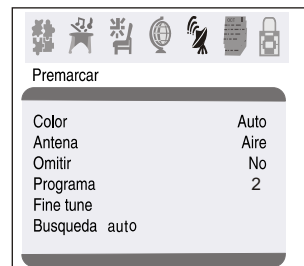 Premarcar
Color Auto
Antena Aire
Omitir No
Programa 2
Fine tune
Busqueda auto